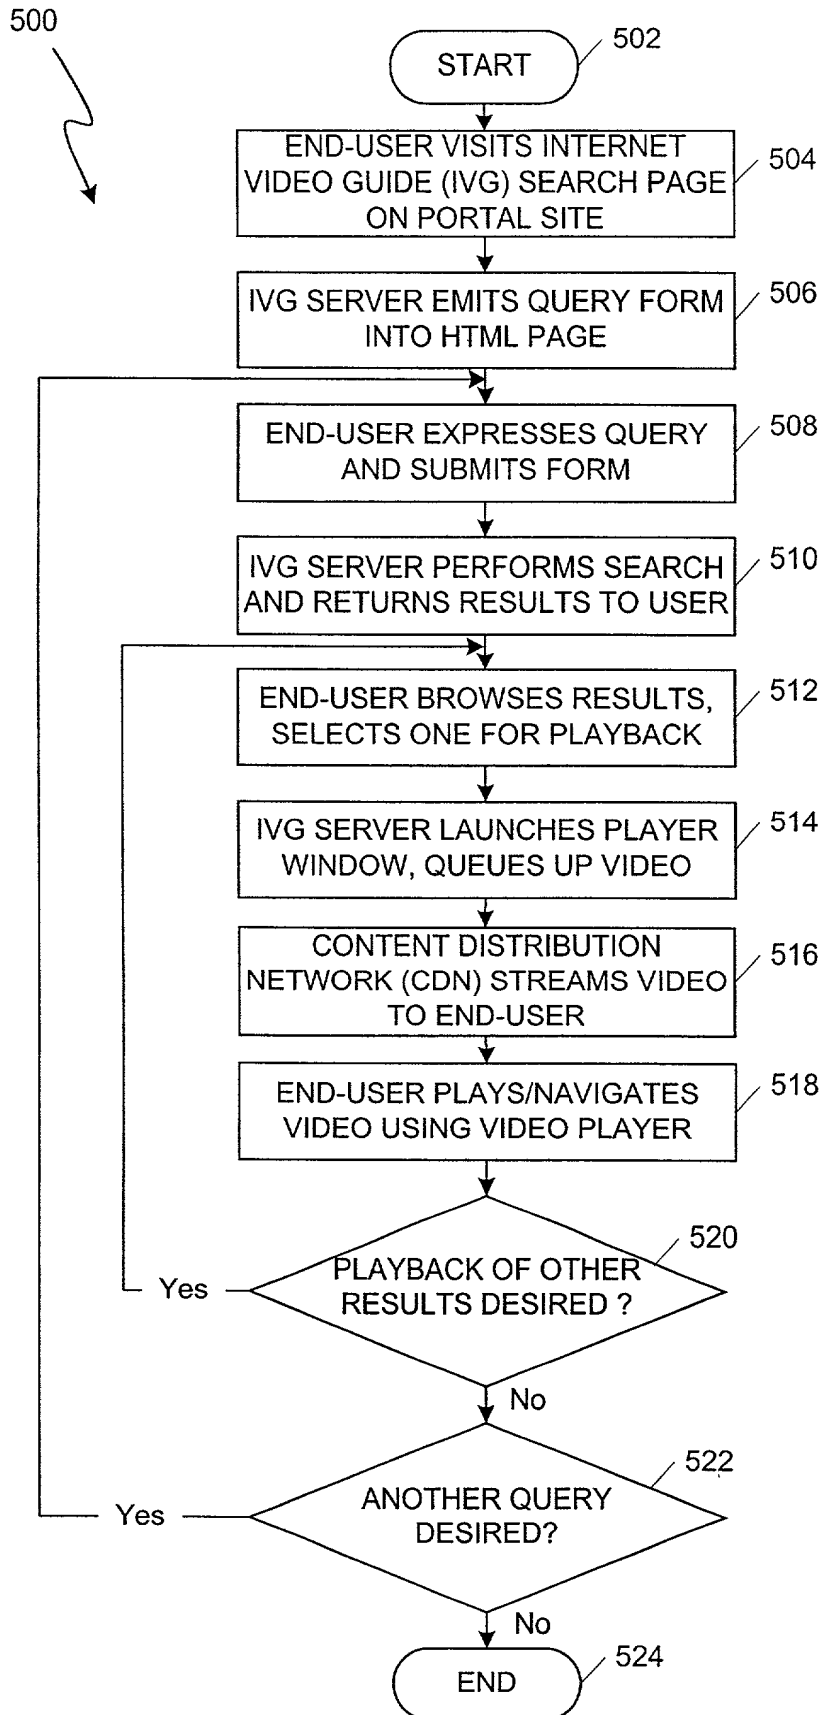 500
START
502
END-USER VISITS INTERNET
VIDEO GUIDE (IVG) SEARCH PAGE
ON PORTAL SITE
504
IVG SERVER EMITS QUERY FORM
INTO HTML PAGE
506
END-USER EXPRESSES QUERY
AND SUBMITS FORM
508
IVG SERVER PERFORMS SEARCH
AND RETURNS RESULTS TO USER
510
END-USER BROWSES RESULTS,
SELECTS ONE FOR PLAYBACK
512
IVG SERVER LAUNCHES PLAYER
WINDOW, QUEUES UP VIDEO
514
CONTENT DISTRIBUTION
NETWORK (CDN) STREAMS VIDEO
TO END-USER
516
END-USER PLAYS/NAVIGATES
VIDEO USING VIDEO PLAYER
518
PLAYBACK OF OTHER
RESULTS DESIRED ?
520
Yes
No
ANOTHER QUERY
DESIRED?
522
Yes
No
END
524